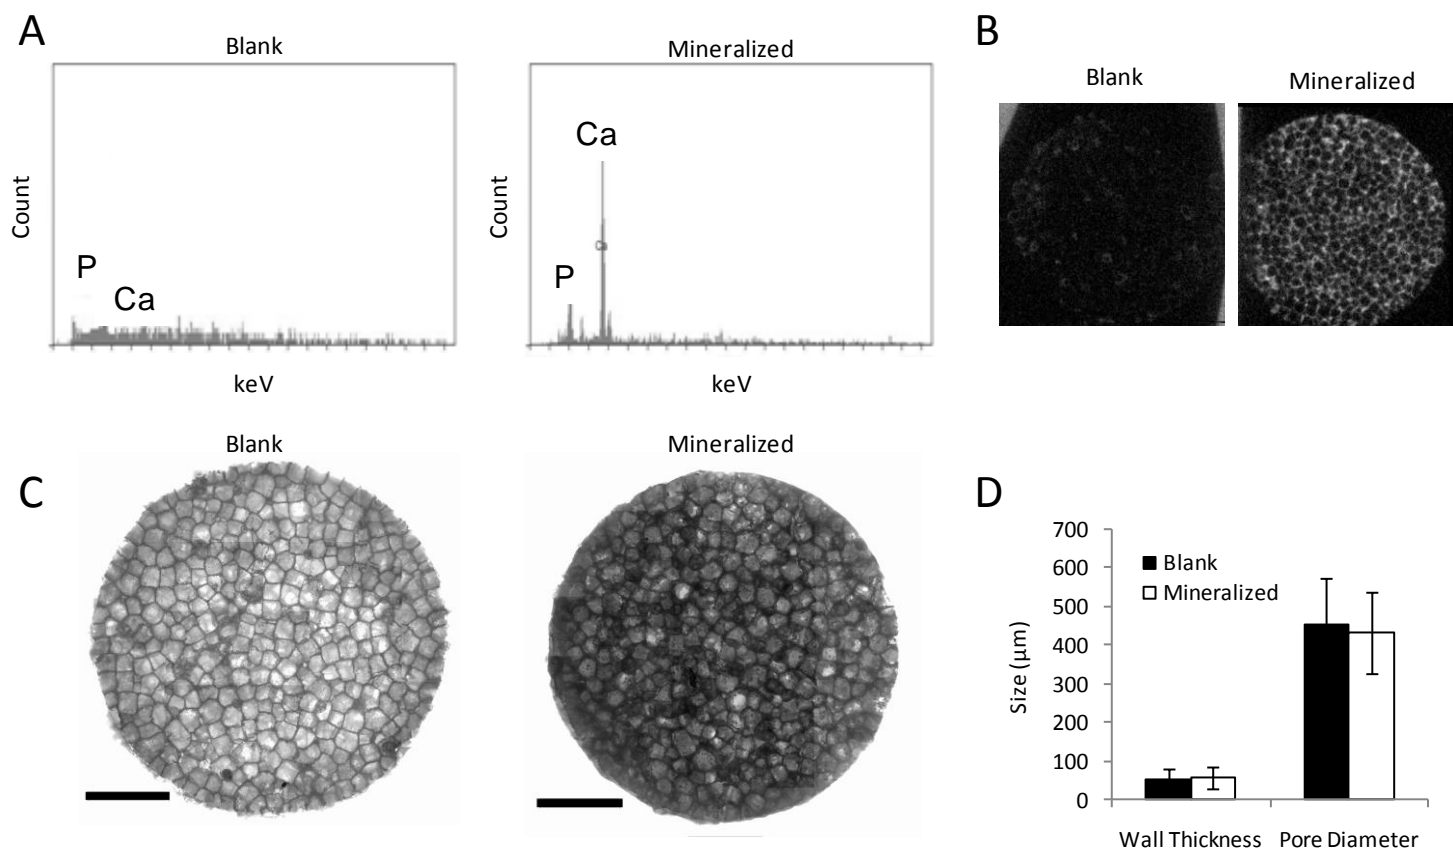 A
Blank
Mineralized
Count
P
Ca
keV
Count
Ca
Ca
P
keV
B
Blank
Mineralized
C
Blank
Mineralized
D
Size (µm)
700
600
500
400
300
200
100
0
Blank
Mineralized
Wall Thickness
Pore Diameter